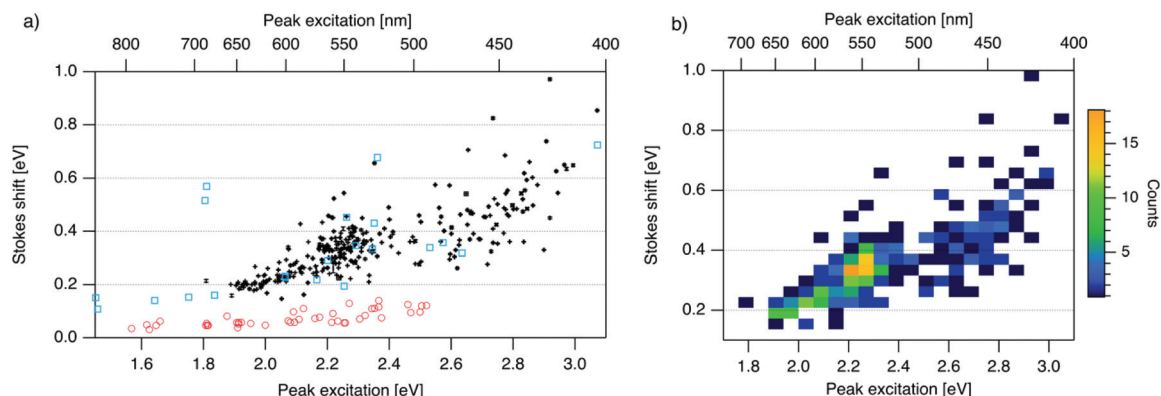 a)
Peak excitation [nm]
800 700 650 600 550 500 450 400
1.0
0.8
0.6
0.4
0.2
0.0
Stokes shift [eV]
1.6 1.8 2.0 2.2 2.4 2.6 2.8 3.0
Peak excitation [eV]
b)
Peak excitation [nm]
700 650 600 550 500 450 400
1.0
0.8
0.6
0.4
0.2
Stokes shift [eV]
1.8 2.0 2.2 2.4 2.6 2.8 3.0
Peak excitation [eV]
15
10
5
Counts